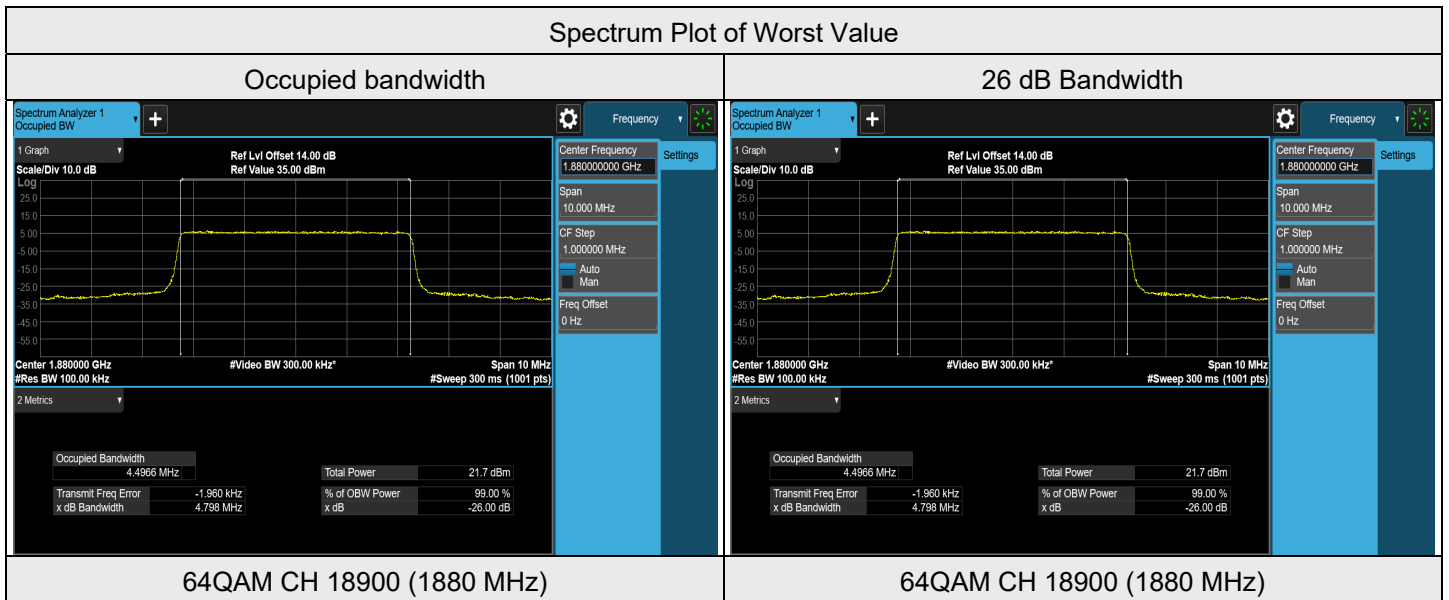 Spectrum Plot of Worst Value
Occupied bandwidth
26 dB Bandwidth
Spectrum Analyzer 1
Occupied BW
+
Frequency
1 Graph
Ref Lvl Offset 14.00 dB
Scale/Div 10.0 dB
Ref Value 35.00 dBm
Log
25.0
15.0
5.00
-5.00
-15.0
-25.0
-35.0
-45.0
-55.0
Center 1.880000 GHz
#Video BW 300.00 kHz*
Span 10 MHz
#Res BW 100.00 kHz
#Sweep 300 ms (1001 pts)
Center Frequency
1.880000000 GHz
Settings
Span
10.000 MHz
CF Step
1.000000 MHz
Auto
Man
Freq Offset
0 Hz
2 Metrics
Occupied Bandwidth
4.4966 MHz
Total Power 21.7 dBm
Transmit Freq Error -1.960 kHz % of OBW Power 99.00 %
x dB Bandwidth 4.798 MHz x dB -26.00 dB
64QAM CH 18900 (1880 MHz)
Spectrum Analyzer 1
Occupied BW
+
Frequency
1 Graph
Ref Lvl Offset 14.00 dB
Scale/Div 10.0 dB
Ref Value 35.00 dBm
Log
25.0
15.0
5.00
-5.00
-15.0
-25.0
-35.0
-45.0
-55.0
Center 1.880000 GHz
#Video BW 300.00 kHz*
Span 10 MHz
#Res BW 100.00 kHz
#Sweep 300 ms (1001 pts)
Center Frequency
1.880000000 GHz
Settings
Span
10.000 MHz
CF Step
1.000000 MHz
Auto
Man
Freq Offset
0 Hz
2 Metrics
Occupied Bandwidth
4.4966 MHz
Total Power 21.7 dBm
Transmit Freq Error -1.960 kHz % of OBW Power 99.00 %
x dB Bandwidth 4.798 MHz x dB -26.00 dB
64QAM CH 18900 (1880 MHz)